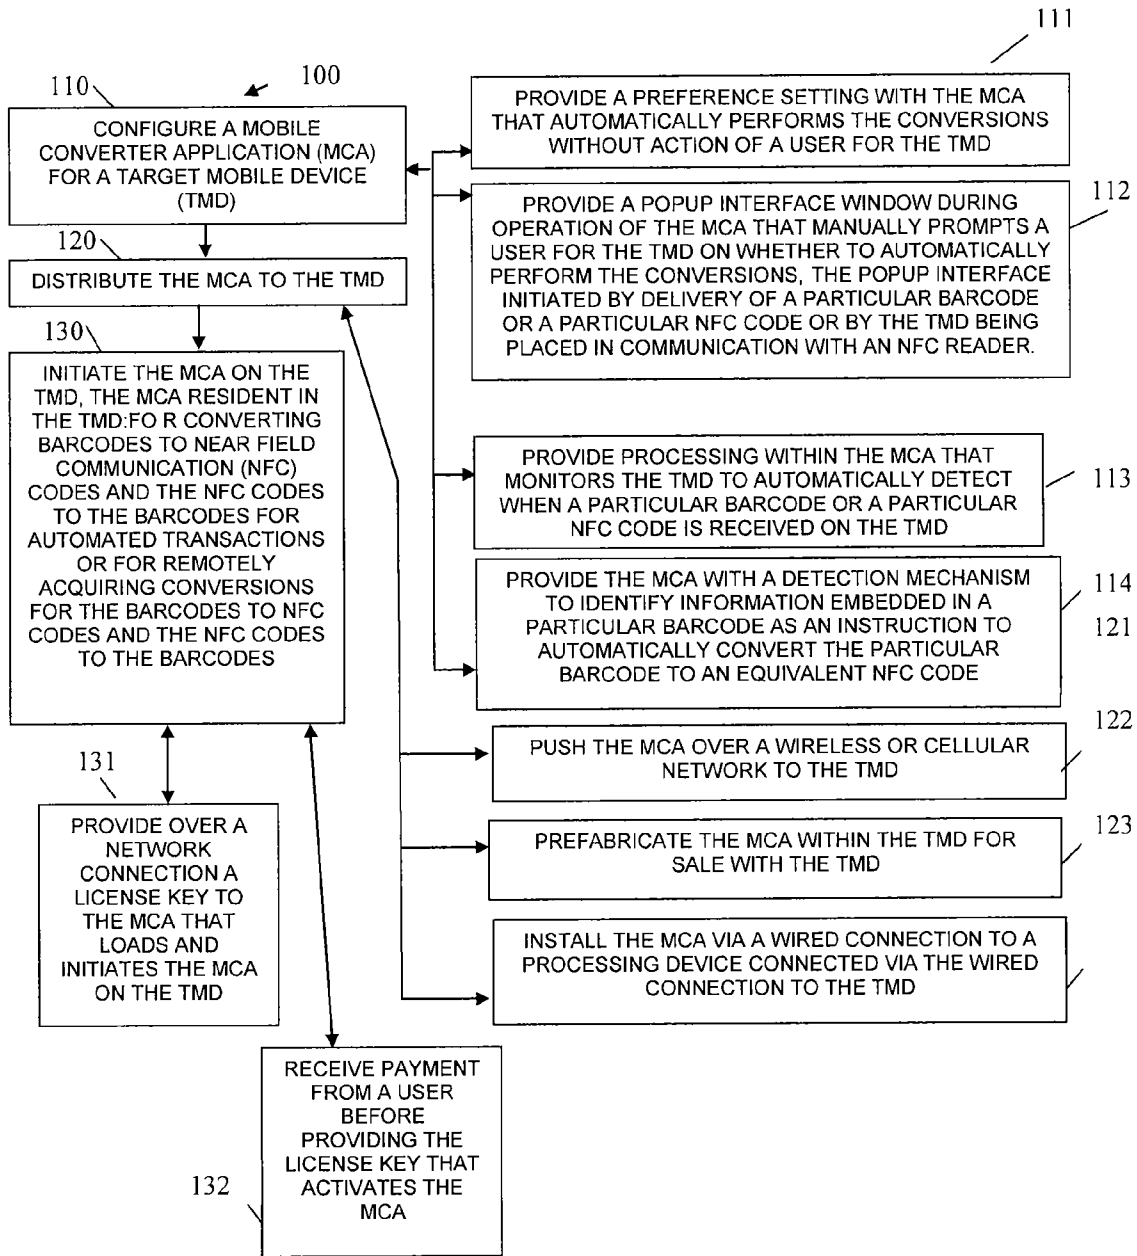 111
100
110
CONFIGURE A MOBILE
CONVERTER APPLICATION (MCA)
FOR A TARGET MOBILE DEVICE
(TMD)
PROVIDE A PREFERENCE SETTING WITH THE MCA
THAT AUTOMATICALLY PERFORMS THE CONVERSIONS
WITHOUT ACTION OF A USER FOR THE TMD
112
PROVIDE A POPUP INTERFACE WINDOW DURING
OPERATION OF THE MCA THAT MANUALLY PROMPTS A
USER FOR THE TMD ON WHETHER TO AUTOMATICALLY
PERFORM THE CONVERSIONS, THE POPUP INTERFACE
INITIATED BY DELIVERY OF A PARTICULAR BARCODE
OR A PARTICULAR NFC CODE OR BY THE TMD BEING
PLACED IN COMMUNICATION WITH AN NFC READER.
120
DISTRIBUTE THE MCA TO THE TMD
130
INITIATE THE MCA ON THE
TMD, THE MCA RESIDENT IN
THE TMD:FO R CONVERTING
BARCODES TO NEAR FIELD
COMMUNICATION (NFC)
CODES AND THE NFC CODES
TO THE BARCODES FOR
AUTOMATED TRANSACTIONS
OR FOR REMOTELY
ACQUIRING CONVERSIONS
FOR THE BARCODES TO NFC
CODES AND THE NFC CODES
TO THE BARCODES
PROVIDE PROCESSING WITHIN THE MCA THAT
MONITORS THE TMD TO AUTOMATICALLY DETECT
WHEN A PARTICULAR BARCODE OR A PARTICULAR
NFC CODE IS RECEIVED ON THE TMD
113
PROVIDE THE MCA WITH A DETECTION MECHANISM
TO IDENTIFY INFORMATION EMBEDDED IN A
PARTICULAR BARCODE AS AN INSTRUCTION TO
AUTOMATICALLY CONVERT THE PARTICULAR
BARCODE TO AN EQUIVALENT NFC CODE
114
121
PUSH THE MCA OVER A WIRELESS OR CELLULAR
NETWORK TO THE TMD
122
131
PROVIDE OVER A
NETWORK
CONNECTION A
LICENSE KEY TO
THE MCA THAT
LOADS AND
INITIATES THE MCA
ON THE TMD
PREFABRICATE THE MCA WITHIN THE TMD FOR
SALE WITH THE TMD
123
INSTALL THE MCA VIA A WIRED CONNECTION TO A
PROCESSING DEVICE CONNECTED VIA THE WIRED
CONNECTION TO THE TMD
RECEIVE PAYMENT
FROM A USER
BEFORE
PROVIDING THE
LICENSE KEY THAT
ACTIVATES THE
MCA
132